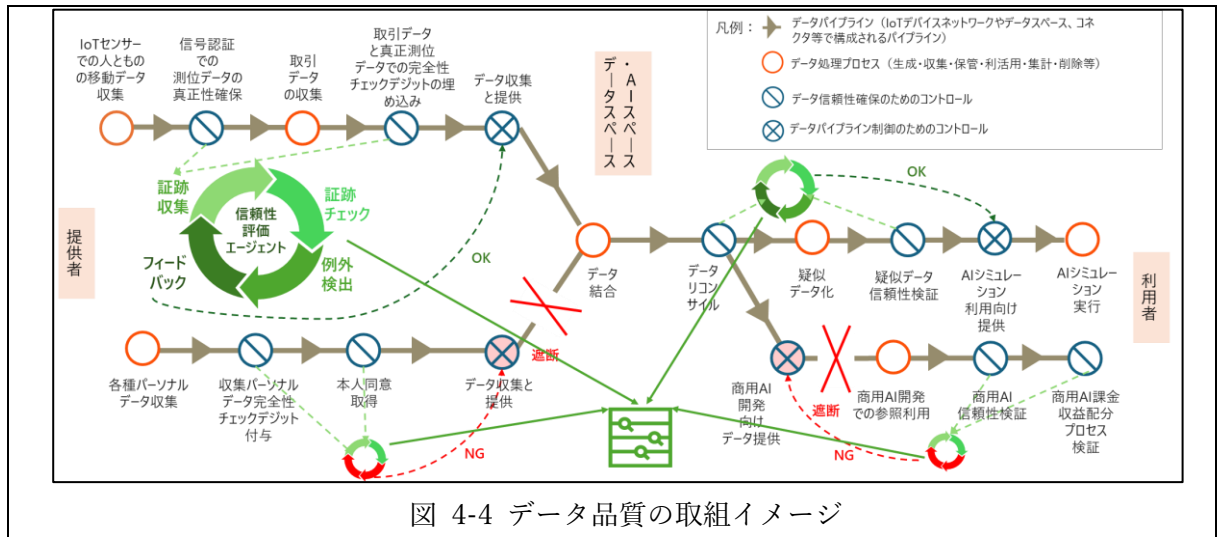 凡例：
データパイプライン（IoTデバイスネットワークやデータスペース、コネ
クタ等で構成されるパイプライン）
データ処理プロセス（生成・収集・保管・利活用・集計・削除等）
データ信頼性確保のためのコントロール
データパイプライン制御のためのコントロール
IoTセンサー
での人ともの
の移動データ
収集
信号認証
での
測位データの
真正性確保
取引
データ
の収集
取引データ
と真正測位
データでの完全性
チェックデジットの埋
め込み
データ収集
と提供
・AIスペース
データスペース
提供者
証跡
収集
証跡
チェック
信頼性
評価
エージェント
フィード
バック
例外
検出
OK
データ
結合
データ
リコン
サイル
疑似
データ化
疑似データ
信頼性検証
AIシミュレー
ション
利用向け
提供
AIシミュレー
ション
実行
OK
利用者
各種パーソナル
データ収集
収集パーソナル
データ完全性
チェックデジット
付与
本人同意
取得
データ収集と
提供
遮断
NG
商用AI
開発
向け
データ提供
遮断
NG
商用AI開発
での参照利用
商用AI
信頼性検証
商用AI課金
収益配分
プロセス
検証
図 4-4 データ品質の取組イメージ